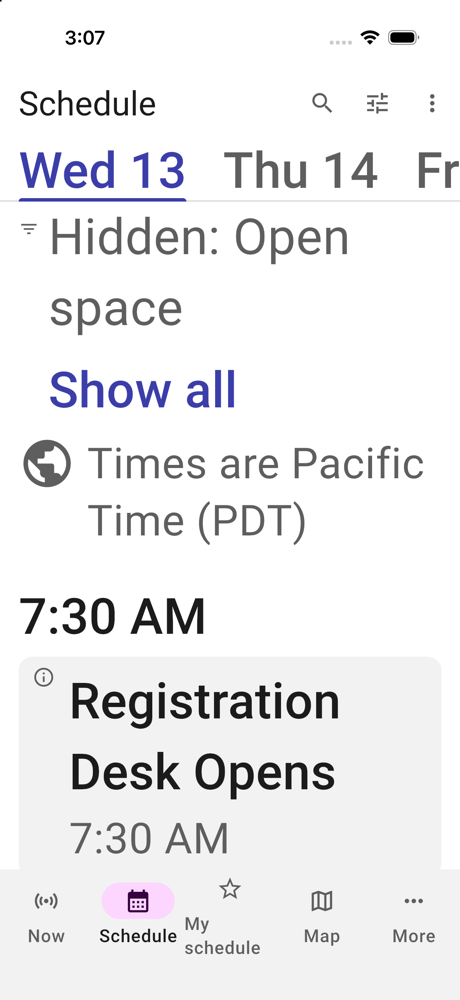 3:07
Schedule
Wed 13 Thu 14 Fr
Hidden: Open
space
Show all
Times are Pacific
Time (PDT)
7:30 AM
Registration
Desk Opens
7:30 AM
Now
Schedule
My
schedule
Map
More